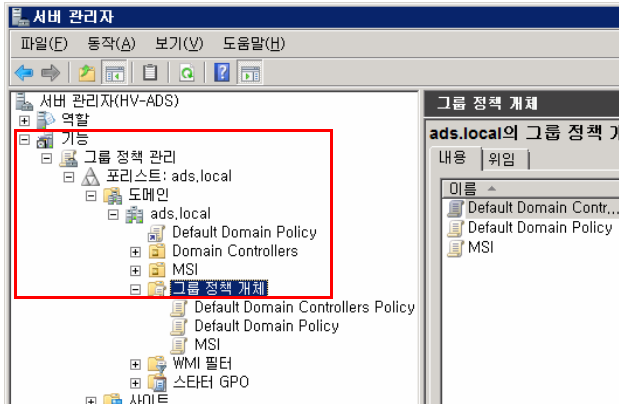 서버 관리자
파일(F) 동작(A) 보기(V) 도움말(H)
서버 관리자(HV-ADS)
역할
기능
그룹 정책 관리
포리스트: ads.local
도메인
ads.local
Default Domain Policy
Domain Controllers
MSI
그룹 정책 개체
Default Domain Controllers Policy
Default Domain Policy
MSI
WMI 필터
스타터 GPO
사이트
그룹 정책 개체
ads.local의 그룹 정책
내용 위임
이름
Default Domain Contr...
Default Domain Policy
MSI